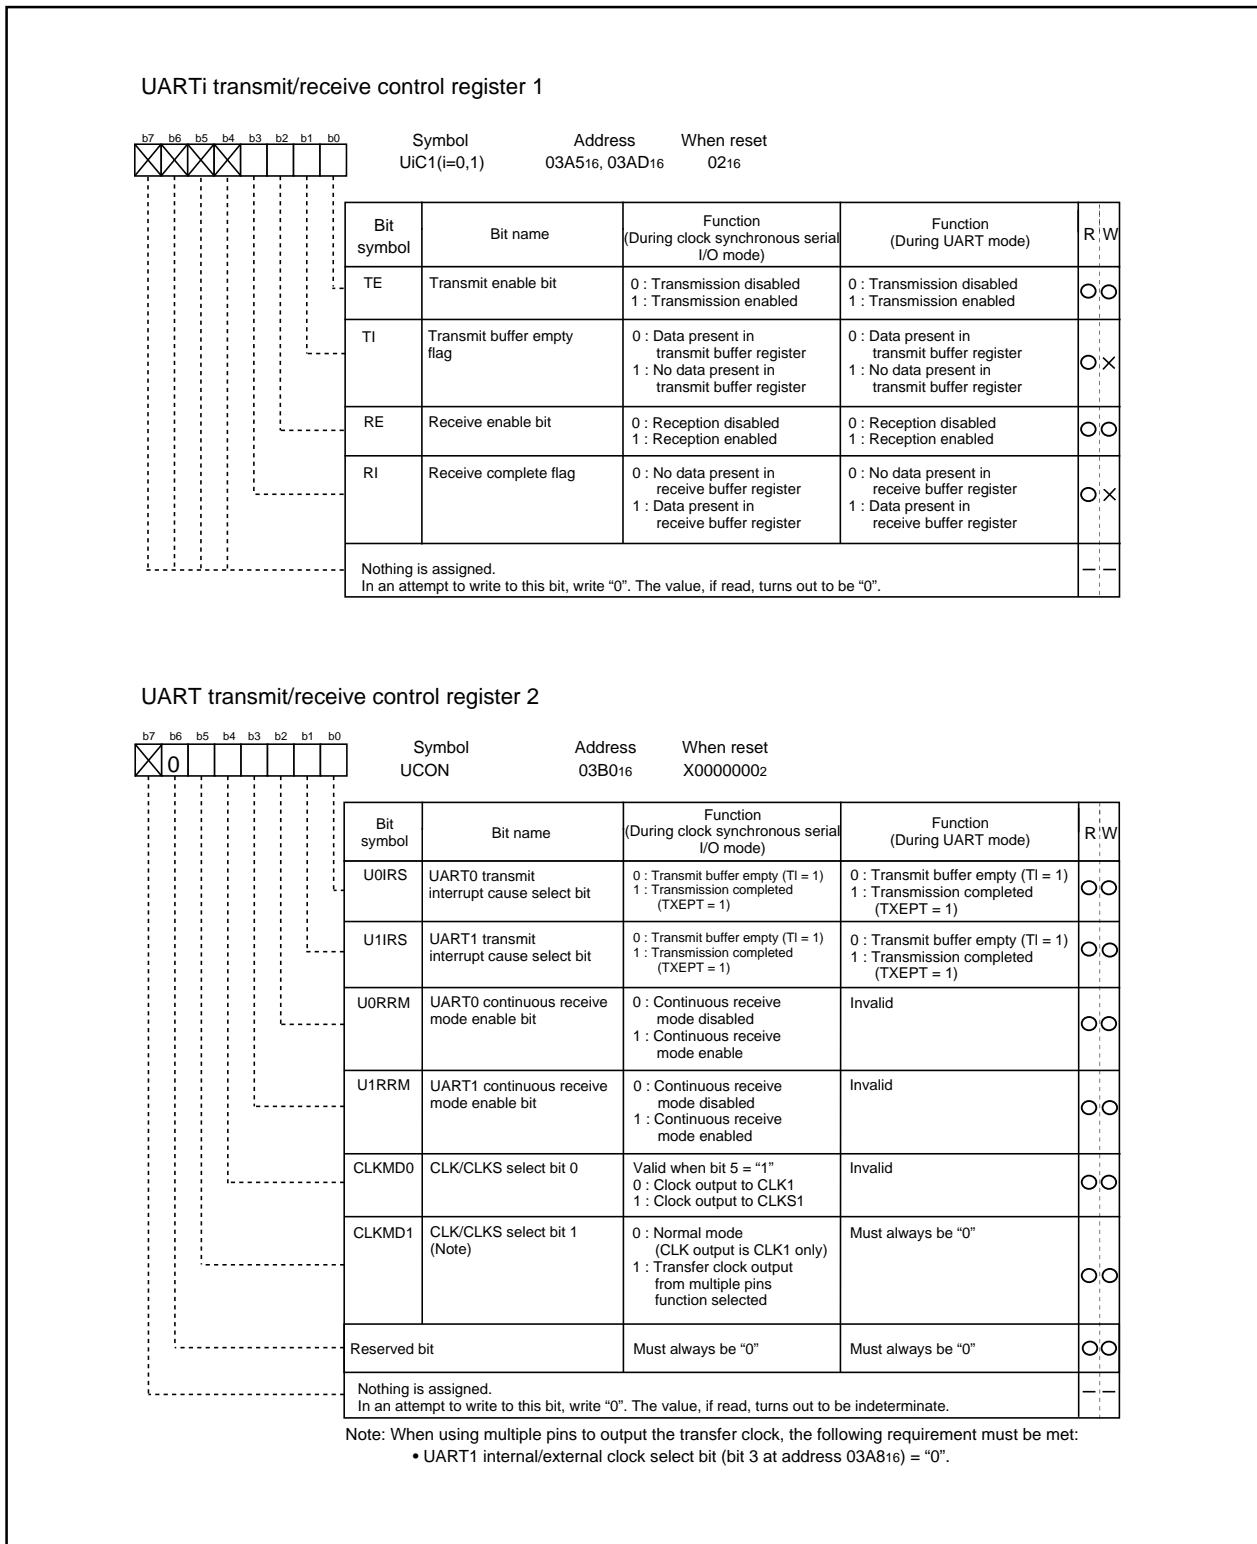 UARTi transmit/receive control register 1
b7 b6 b5 b4 b3 b2 b1 b0
Symbol Address When reset
UiC1(i=0,1) 03A516, 03AD16 0216
Bit symbol Bit name Function (During clock synchronous serial I/O mode) Function (During UART mode) R W
TE Transmit enable bit 0 : Transmission disabled 0 : Transmission disabled
1 : Transmission enabled 1 : Transmission enabled
TI Transmit buffer empty 0 : Data present in 0 : Data present in
flag transmit buffer register transmit buffer register
1 : No data present in 1 : No data present in
transmit buffer register transmit buffer register
RE Receive enable bit 0 : Reception disabled 0 : Reception disabled
1 : Reception enabled 1 : Reception enabled
RI Receive complete flag 0 : No data present in 0 : No data present in
receive buffer register receive buffer register
1 : Data present in 1 : Data present in
receive buffer register receive buffer register
Nothing is assigned.
In an attempt to write to this bit, write “0”. The value, if read, turns out to be “0”.
UART transmit/receive control register 2
b7 b6 b5 b4 b3 b2 b1 b0
0
Symbol Address When reset
UCON 03B016 X00000002
Bit symbol Bit name Function (During clock synchronous serial I/O mode) Function (During UART mode) R W
U0IRS UART0 transmit 0 : Transmit buffer empty (TI = 1) 0 : Transmit buffer empty (TI = 1)
interrupt cause select bit 1 : Transmission completed 1 : Transmission completed
(TXEPT = 1) (TXEPT = 1)
U1IRS UART1 transmit 0 : Transmit buffer empty (TI = 1) 0 : Transmit buffer empty (TI = 1)
interrupt cause select bit 1 : Transmission completed 1 : Transmission completed
(TXEPT = 1) (TXEPT = 1)
U0RRM UART0 continuous receive 0 : Continuous receive Invalid
mode enable bit mode disabled
1 : Continuous receive
mode enable
U1RRM UART1 continuous receive 0 : Continuous receive Invalid
mode enable bit mode disabled
1 : Continuous receive
mode enabled
CLKMD0 CLK/CLKS select bit 0 Valid when bit 5 = “1” Invalid
0 : Clock output to CLK1
1 : Clock output to CLKS1
CLKMD1 CLK/CLKS select bit 1 0 : Normal mode Must always be “0”
(Note) (CLK output is CLK1 only)
1 : Transfer clock output
from multiple pins
function selected
Reserved bit Must always be “0” Must always be “0”
Nothing is assigned.
In an attempt to write to this bit, write “0”. The value, if read, turns out to be indeterminate.
Note: When using multiple pins to output the transfer clock, the following requirement must be met:
• UART1 internal/external clock select bit (bit 3 at address 03A816) = “0”.